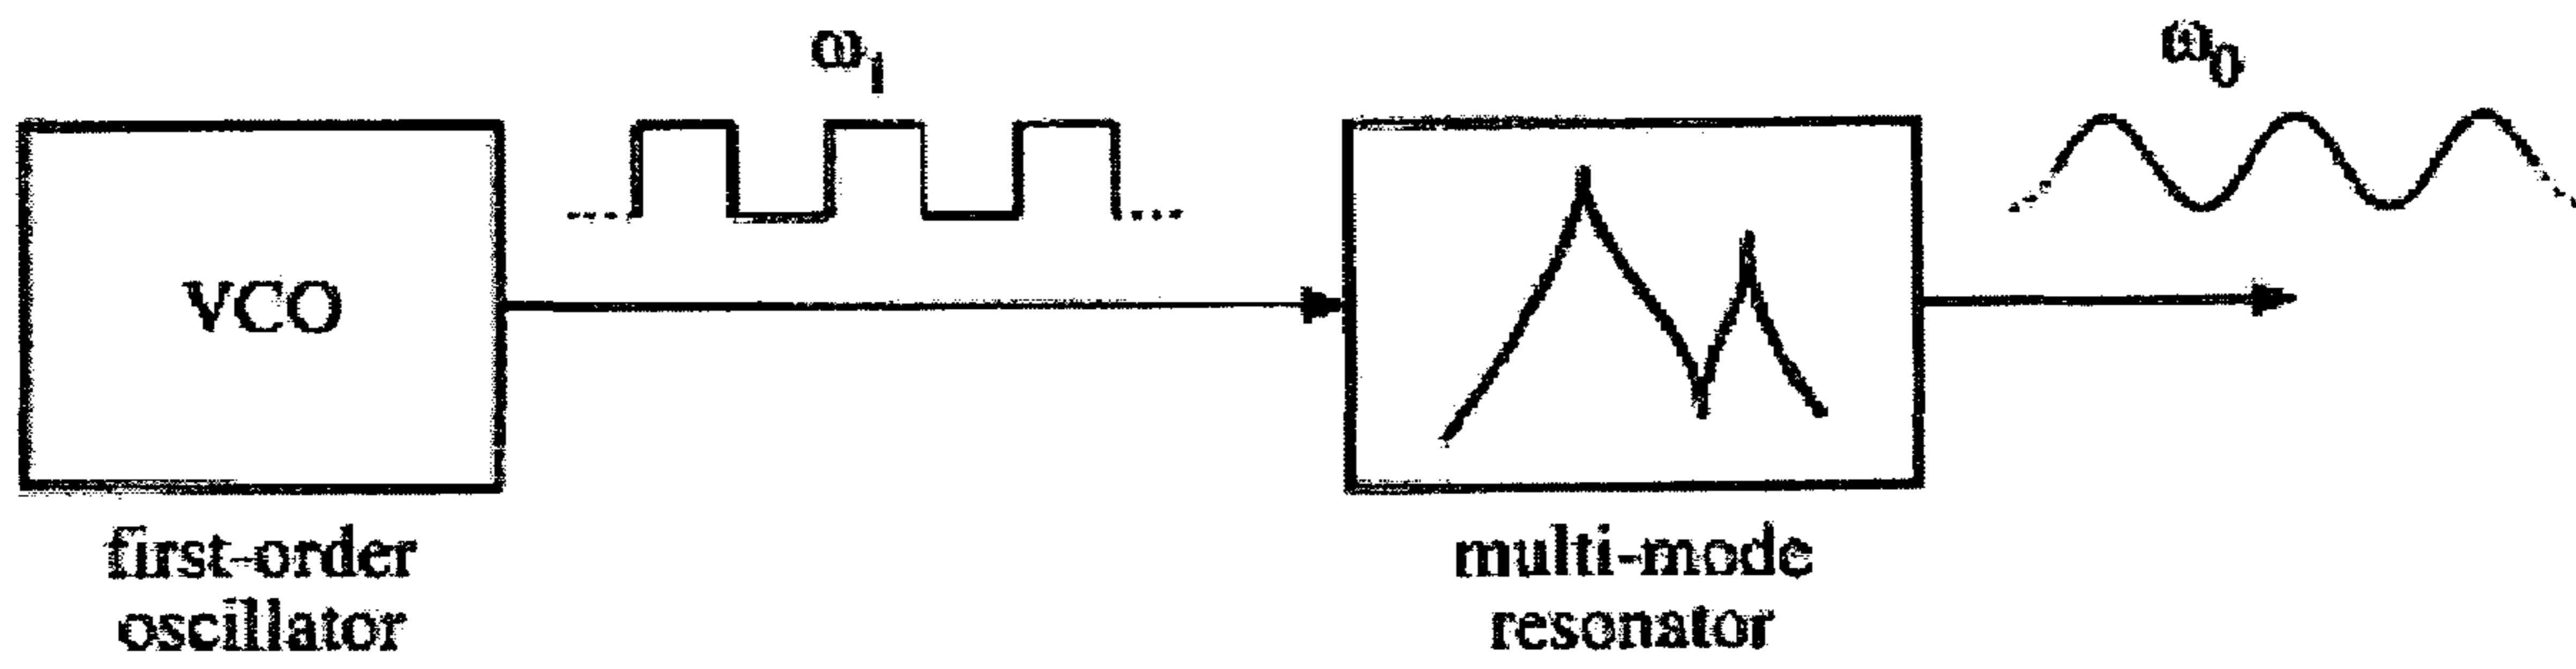 ω₁
ω₀
VCO
first-order
oscillator
multi-mode
resonator